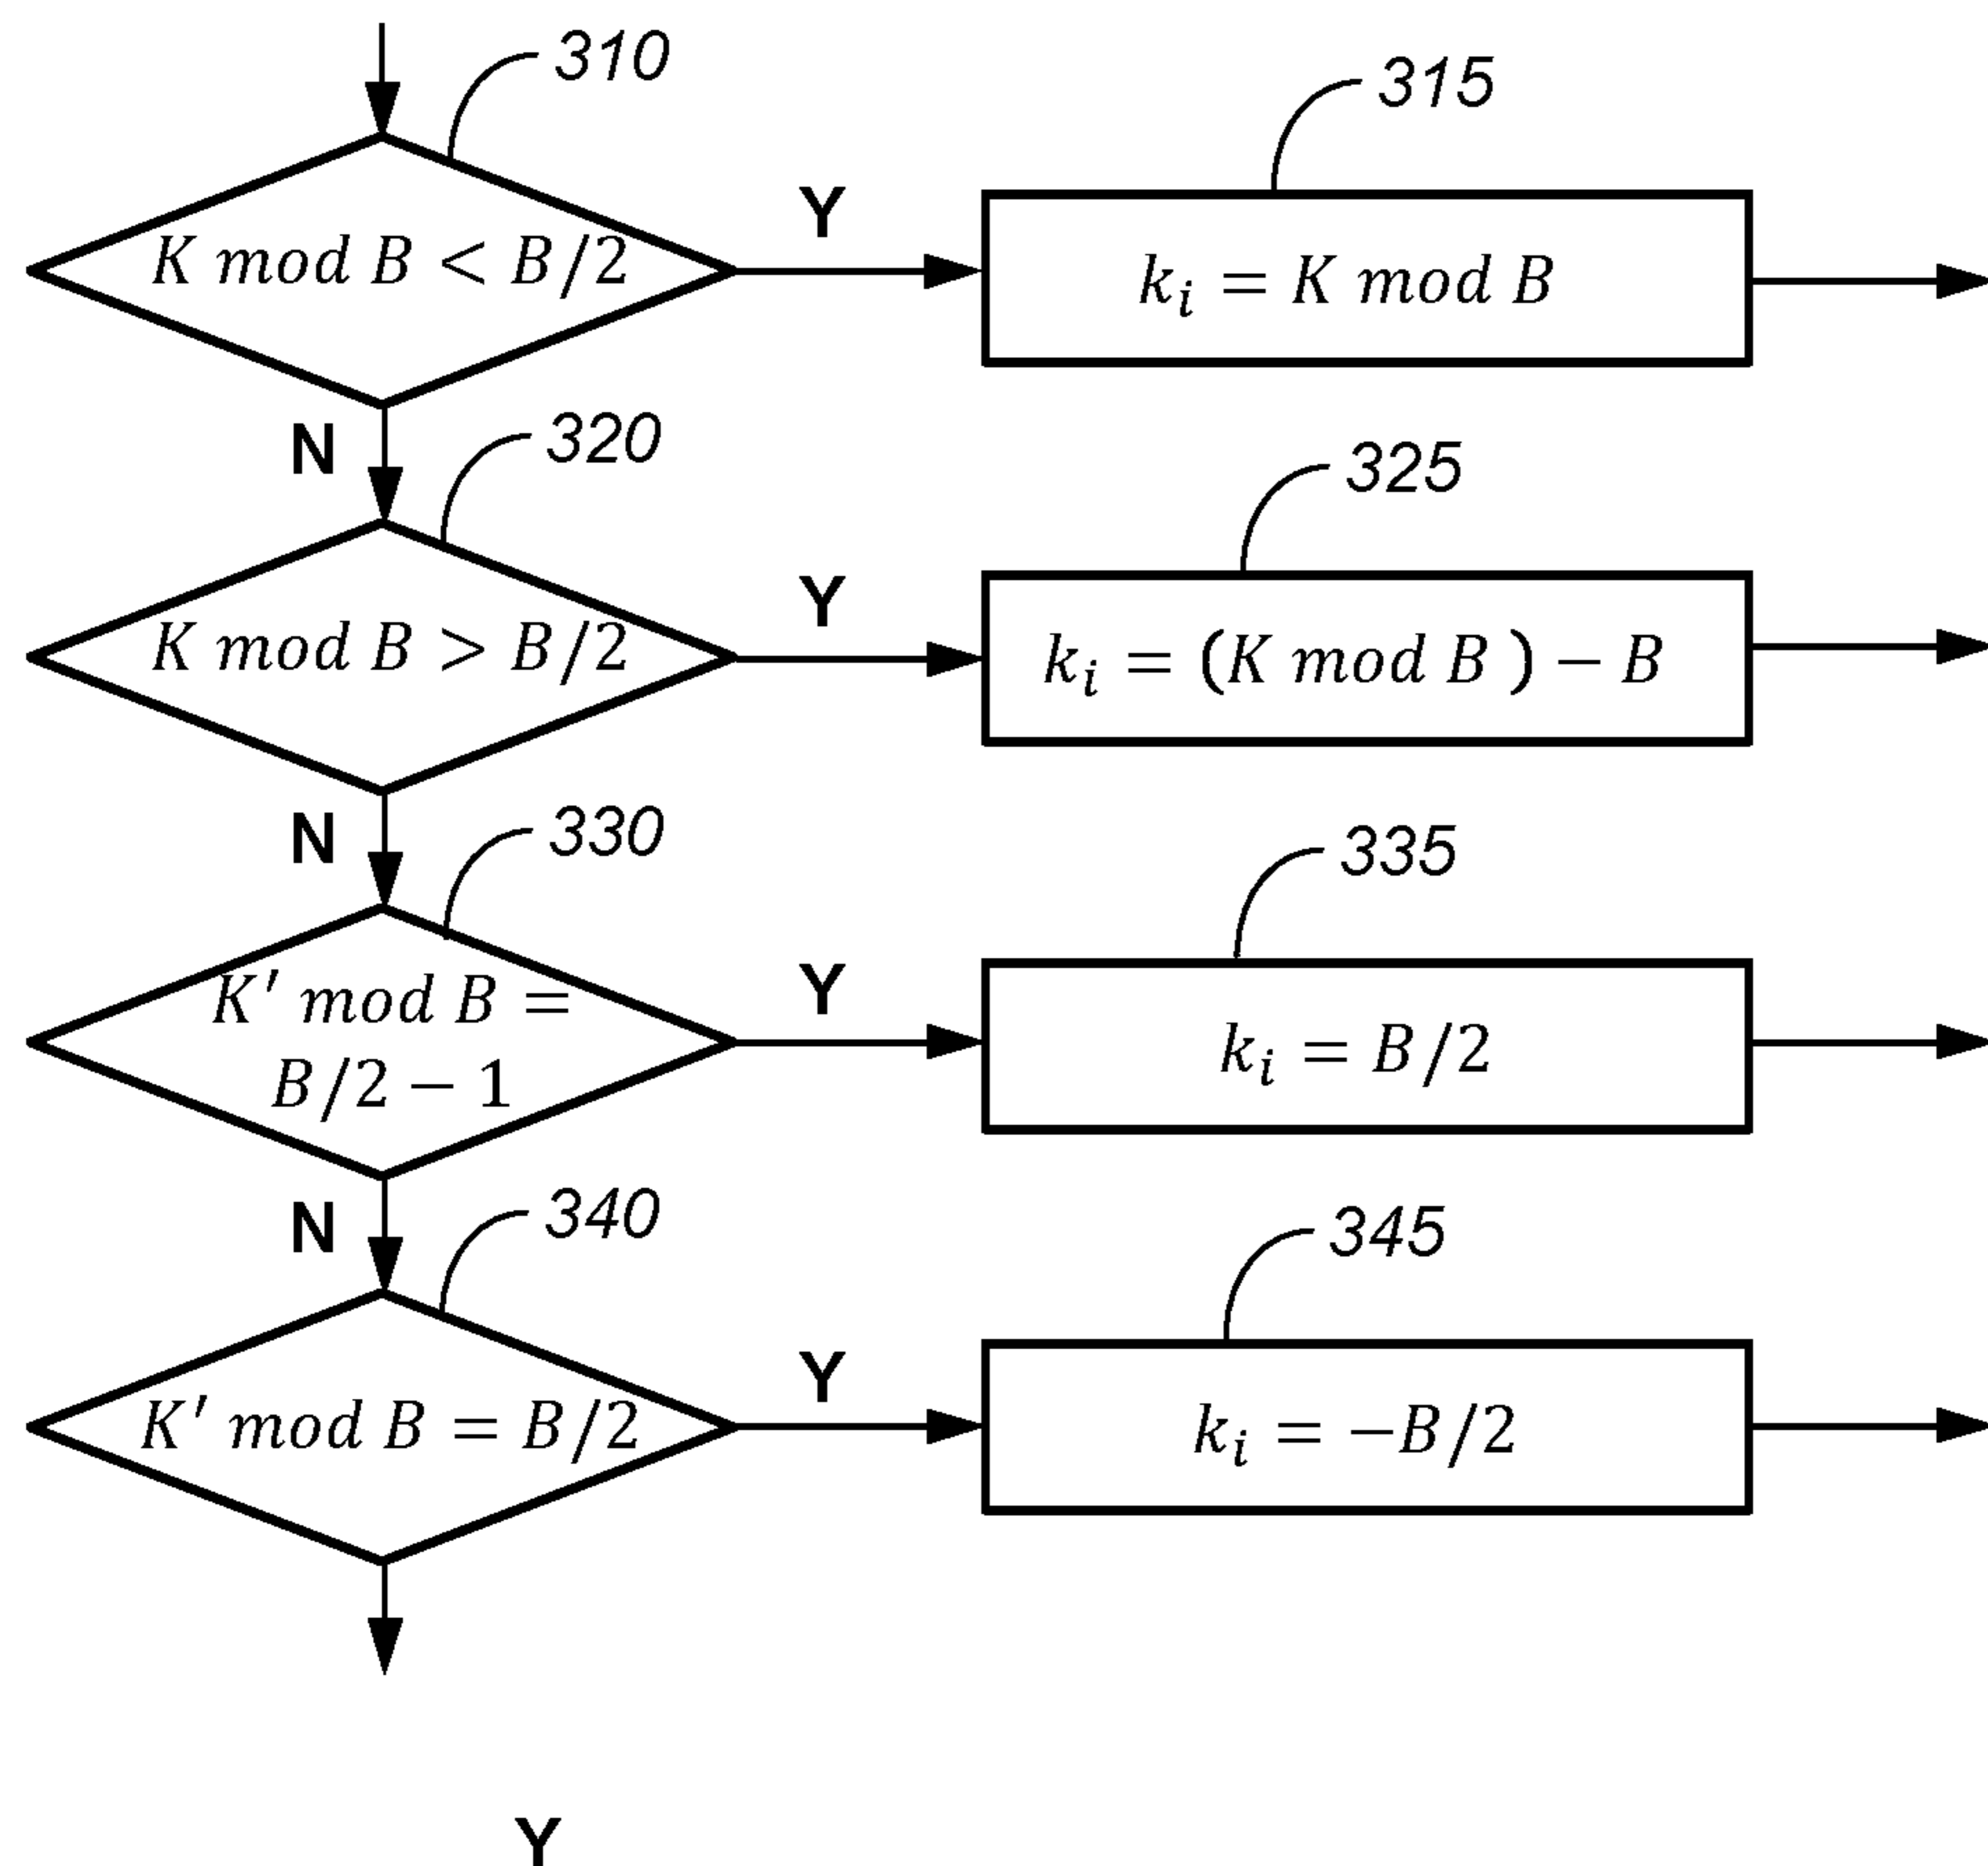 310
315
K mod B < B/2
Y
k_i = K mod B
N
320
325
K mod B > B/2
Y
k_i = (K mod B ) − B
N
330
335
K′ mod B =
B/2 − 1
Y
k_i = B/2
N
340
345
K′ mod B = B/2
Y
k_i = −B/2
Y